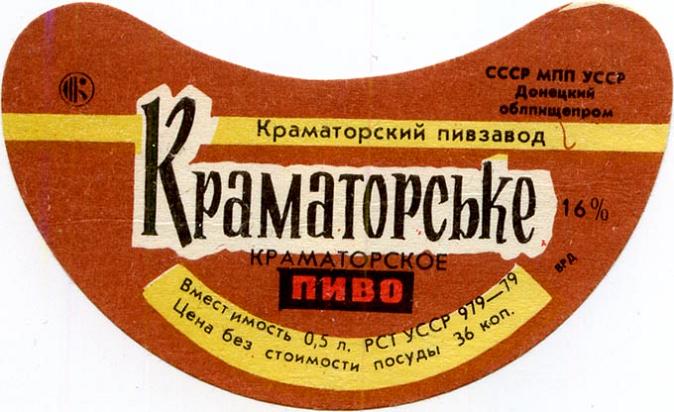 СССР МПП УССР
Донецкий
облпищепром
Краматорский пивзавод
Краматорське
16%
КРАМАТОРСКОЕ
ПИВО
ВРД
Вместимость 0,5 л. РСТ УССР 979—79
Цена без стоимости посуды 36 коп.